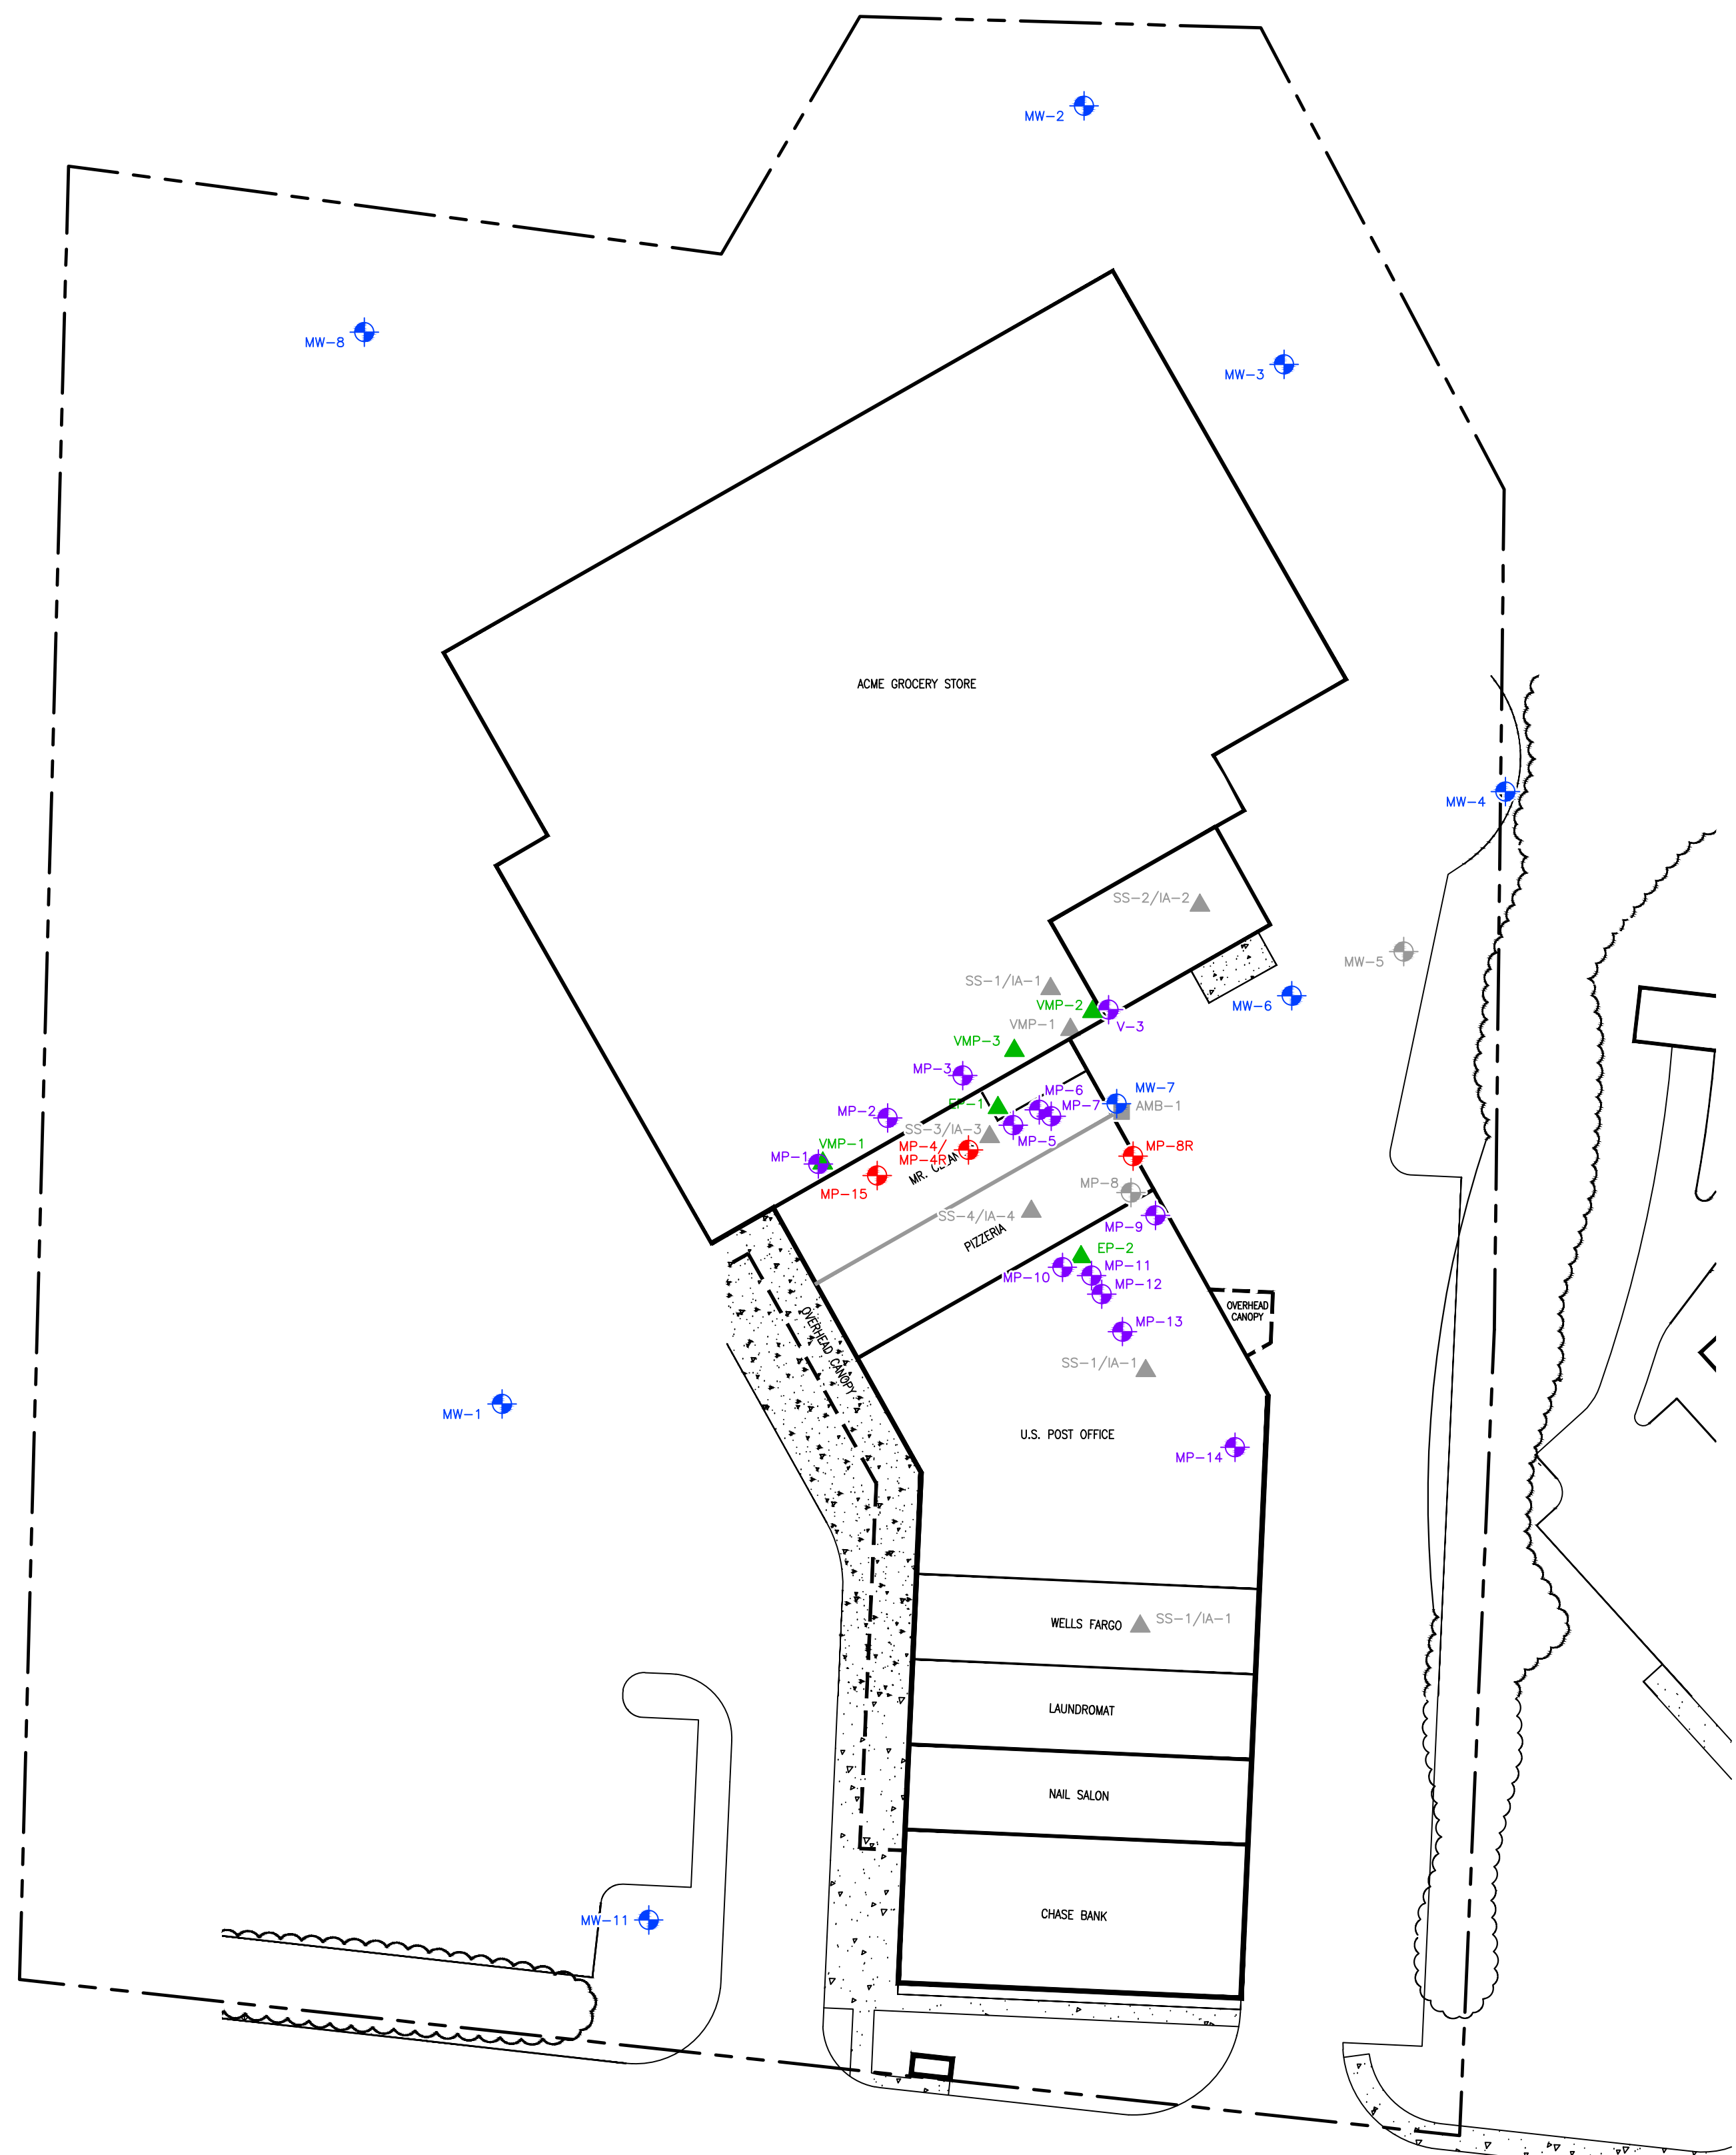 MW-2
MW-8
MW-3
ACME GROCERY STORE
MW-4
SS-2/IA-2
MW-5
SS-1/IA-1
MW-6
VMP-2
VMP-1
V-3
VMP-3
MP-3
MP-6
MW-7
EP-1
MP-7
AMB-1
MP-2
SS-3/IA-3
MP-5
VMP-1
MP-4/
MP-8R
MP-1
MP-4R
MR.
MP-15
MP-8
SS-4/IA-4
MP-9
PIZZERIA
EP-2
MP-11
MP-10
MP-12
OVERHEAD
CANOPY
MP-13
OVERHEAD CANOPY
SS-1/IA-1
MW-1
U.S. POST OFFICE
MP-14
WELLS FARGO
SS-1/IA-1
LAUNDROMAT
NAIL SALON
CHASE BANK
MW-11